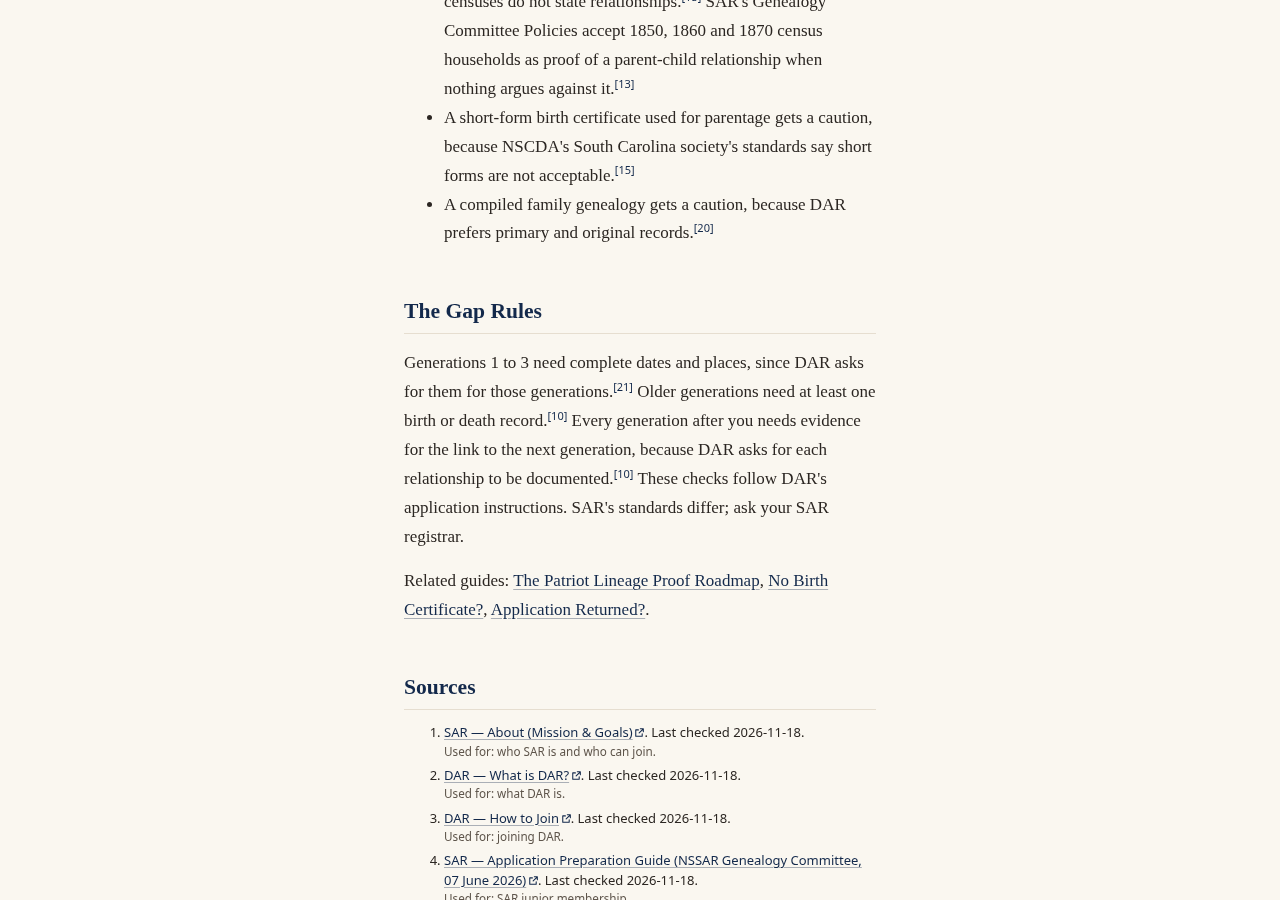 censuses do not state relationships. SAR's Genealogy
Committee Policies accept 1850, 1860 and 1870 census
households as proof of a parent-child relationship when
nothing argues against it.[13]
• A short-form birth certificate used for parentage gets a caution,
because NSCDA's South Carolina society's standards say short
forms are not acceptable.[15]
• A compiled family genealogy gets a caution, because DAR
prefers primary and original records.[20]
The Gap Rules
Generations 1 to 3 need complete dates and places, since DAR asks
for them for those generations.[21] Older generations need at least one
birth or death record.[10] Every generation after you needs evidence
for the link to the next generation, because DAR asks for each
relationship to be documented.[10] These checks follow DAR's
application instructions. SAR's standards differ; ask your SAR
registrar.
Related guides: The Patriot Lineage Proof Roadmap, No Birth
Certificate?, Application Returned?.
Sources
1. SAR — About (Mission & Goals). Last checked 2026-11-18.
Used for: who SAR is and who can join.
2. DAR — What is DAR?. Last checked 2026-11-18.
Used for: what DAR is.
3. DAR — How to Join. Last checked 2026-11-18.
Used for: joining DAR.
4. SAR — Application Preparation Guide (NSSAR Genealogy Committee,
07 June 2026). Last checked 2026-11-18.
Used for: SAR junior membership.